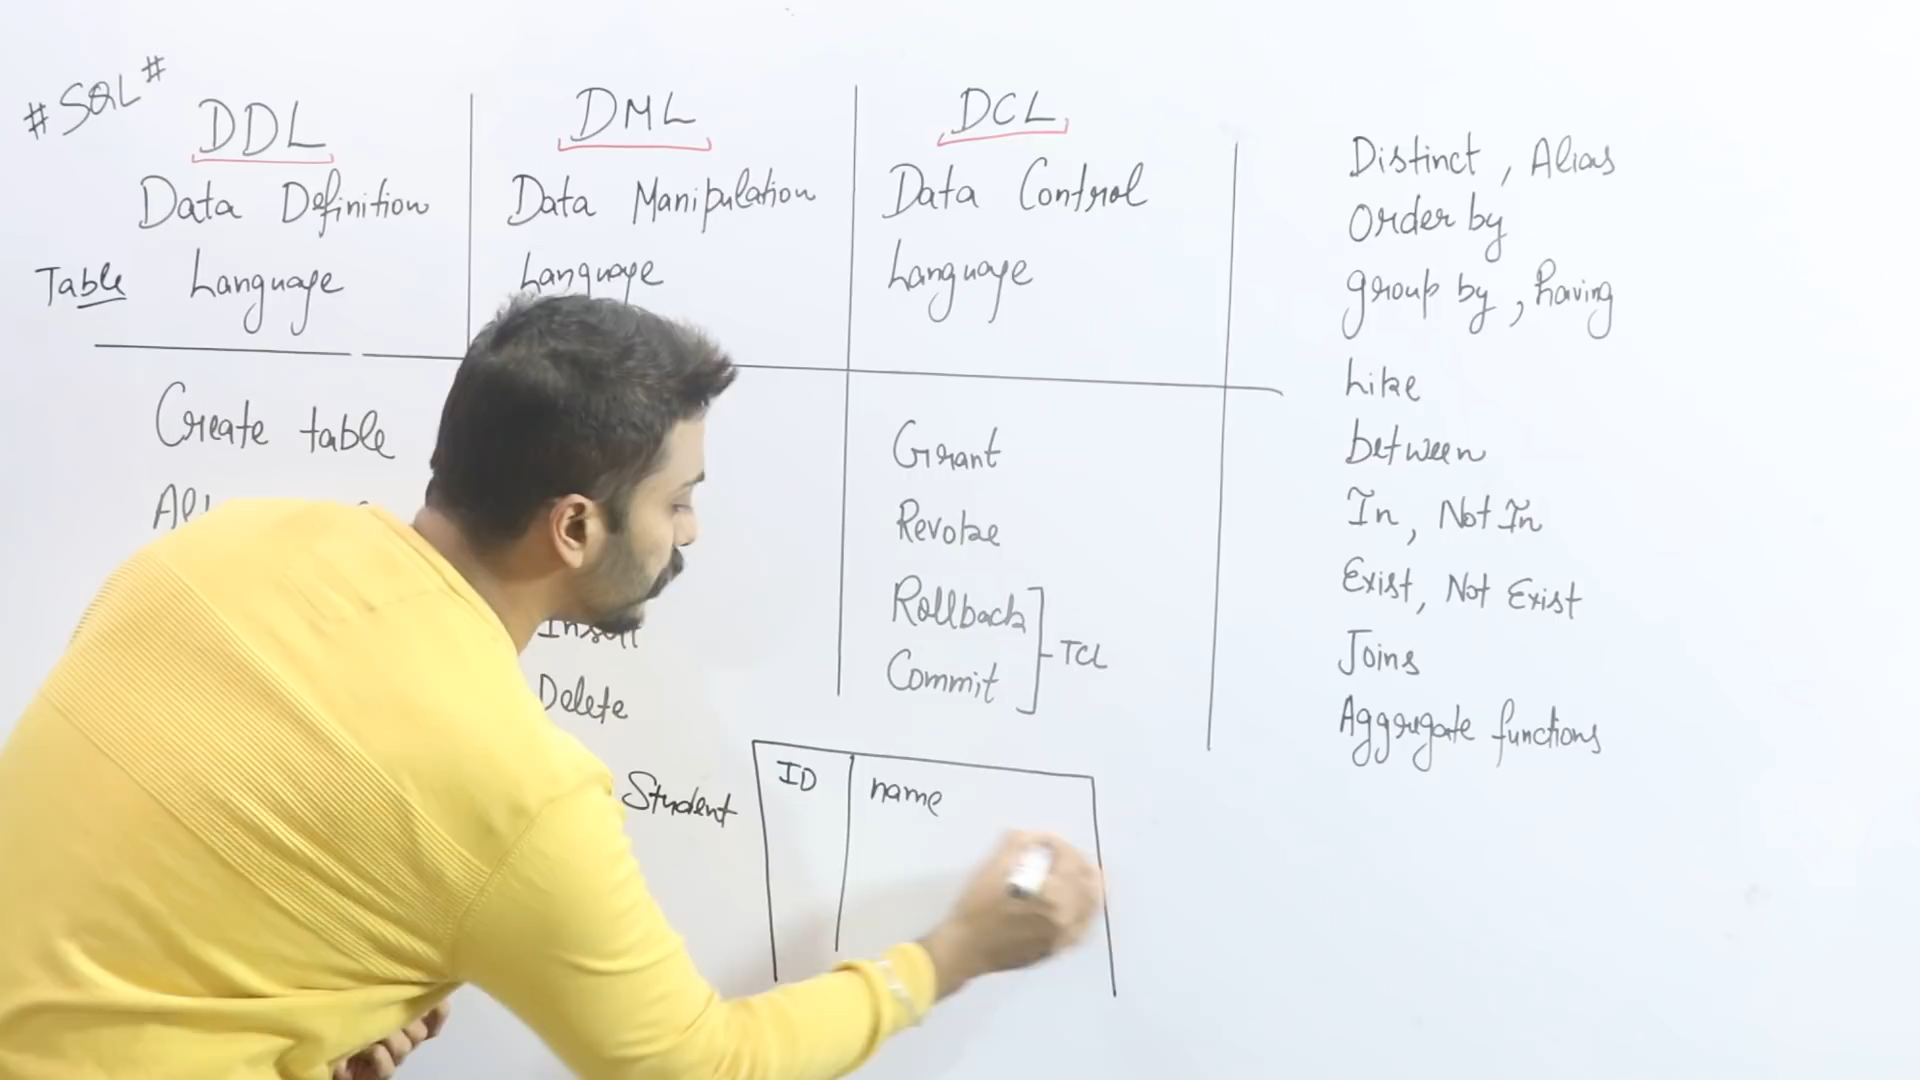 #SQL#
DDL
Data Definition
Language
Table
Create table
DML
Data Manipulation
Language
Insert
Delete
DCL
Data Control
Language
Grant
Revoke
Rollback
Commit
TCL
Distinct, Alias
Order by
group by, having
Like
between
In, Not In
Exist, Not Exist
Joins
Aggregate functions
Student
ID name